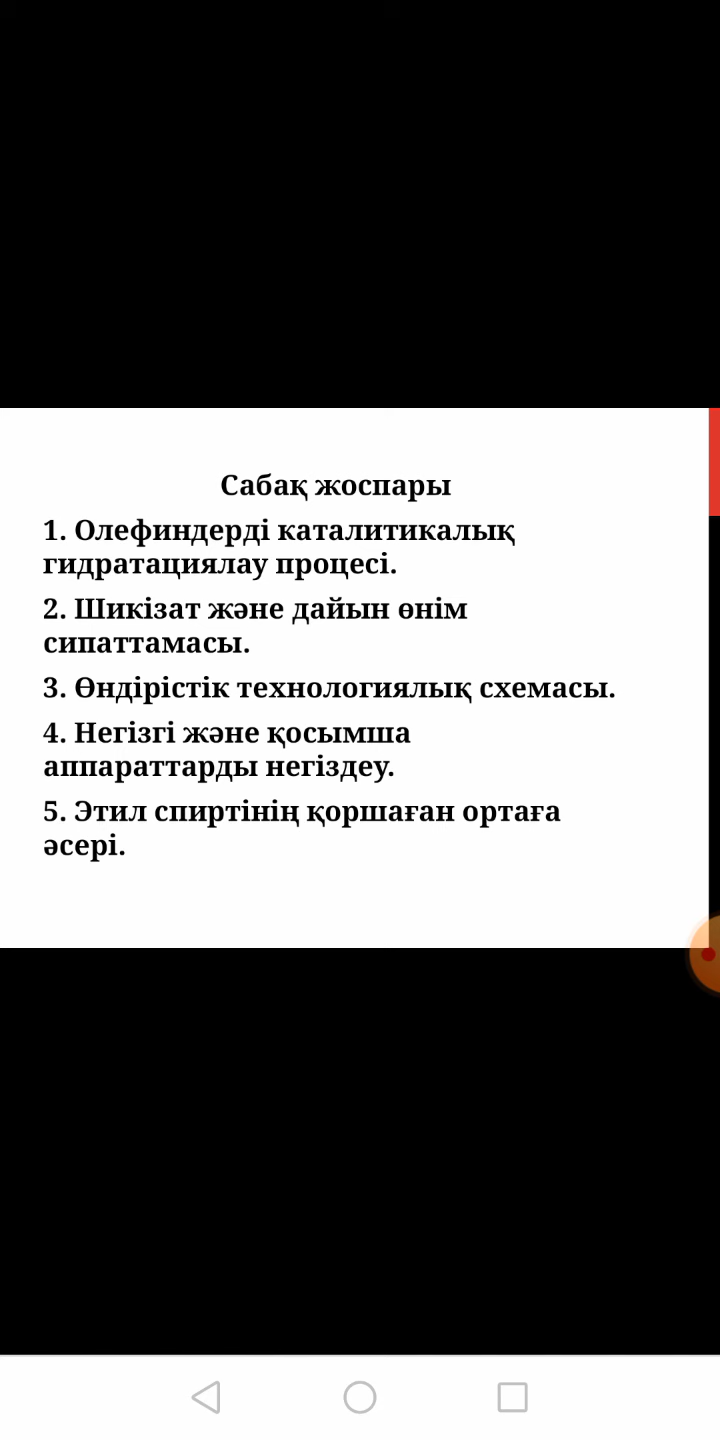 Сабақ жоспары
1. Олефиндерді каталитикалық
гидратациялау процесі.
2. Шикізат және дайын өнім
сипаттамасы.
3. Өндірістік технологиялық схемасы.
4. Негізгі және қосымша
аппараттарды негіздеу.
5. Этил спиртінің қоршаған ортаға
әсері.